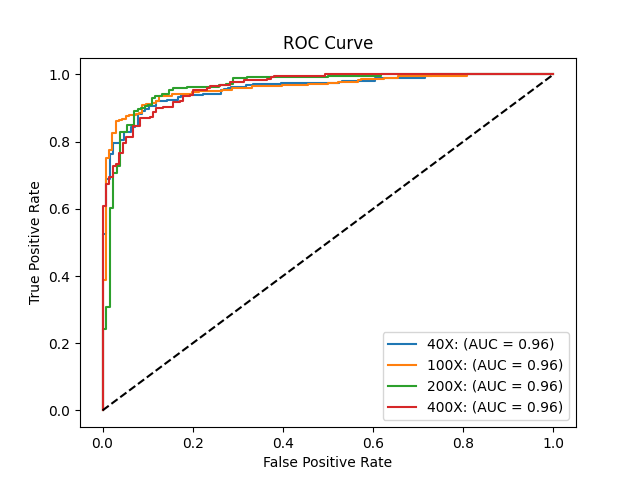 ROC Curve
1.0
0.8
0.6
0.4
0.2
0.0
True Positive Rate
40X: (AUC = 0.96)
100X: (AUC = 0.96)
200X: (AUC = 0.96)
400X: (AUC = 0.96)
0.0 0.2 0.4 0.6 0.8 1.0
False Positive Rate